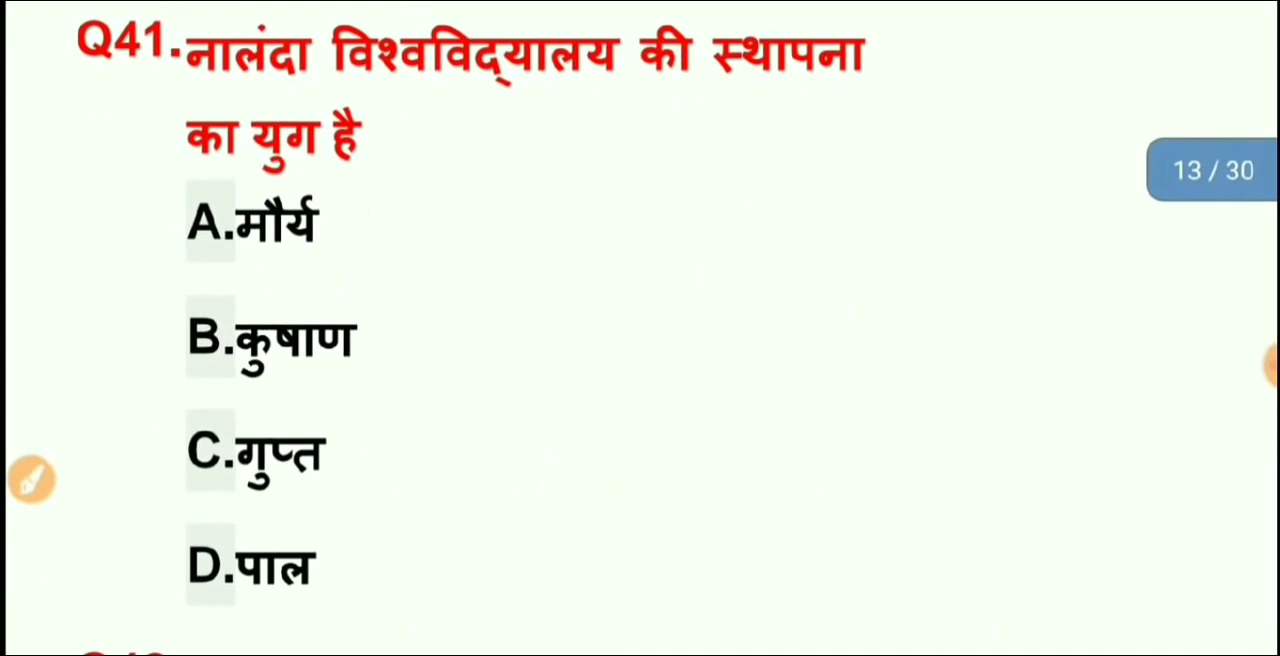 Q41.नालंदा विश्वविद्यालय की स्थापना
का युग है
13 / 30
A.मौर्य
B.कुषाण
C.गुप्त
D.पाल